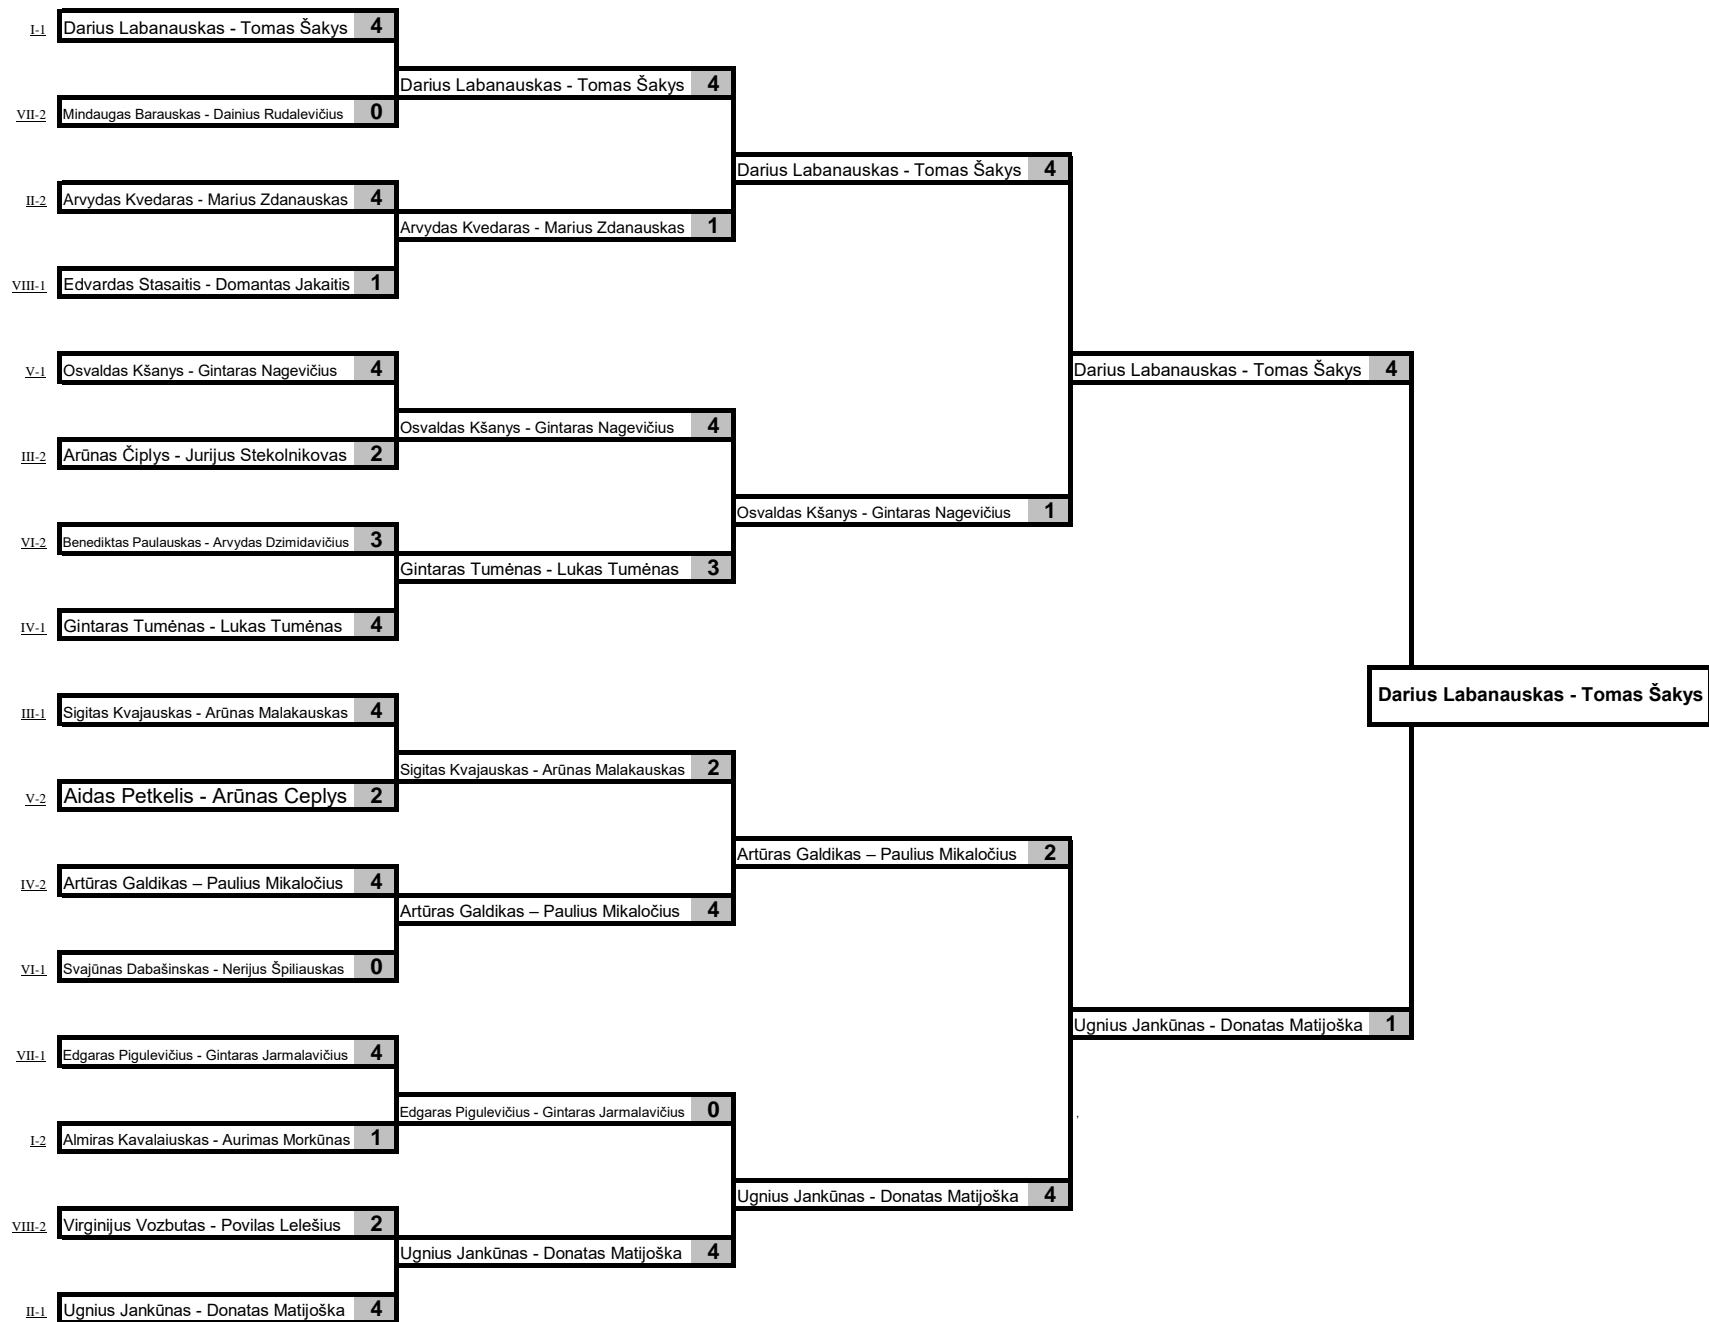 I-1 Darius Labanauskas - Tomas Šakys 4
Darius Labanauskas - Tomas Šakys 4
VII-2 Mindaugas Barauskas - Dainius Rudalevičius 0
Darius Labanauskas - Tomas Šakys 4
II-2 Arvydas Kvedaras - Marius Zdanauskas 4
Arvydas Kvedaras - Marius Zdanauskas 1
VIII-1 Edvardas Stasaitis - Domantas Jakaitis 1
V-1 Osvaldas Kšanys - Gintaras Nagevičius 4
Darius Labanauskas - Tomas Šakys 4
Osvaldas Kšanys - Gintaras Nagevičius 4
III-2 Arūnas Čiplys - Jurijus Stekolnikovas 2
Osvaldas Kšanys - Gintaras Nagevičius 1
VI-2 Benediktas Paulauskas - Arvydas Dzimidavičius 3
Gintaras Tumėnas - Lukas Tumėnas 3
IV-1 Gintaras Tumėnas - Lukas Tumėnas 4
Darius Labanauskas - Tomas Šakys
III-1 Sigitas Kvajauskas - Arūnas Malakauskas 4
Sigitas Kvajauskas - Arūnas Malakauskas 2
V-2 Aidas Petkelis - Arūnas Ceplys 2
Artūras Galdikas – Paulius Mikaločius 2
IV-2 Artūras Galdikas – Paulius Mikaločius 4
Artūras Galdikas – Paulius Mikaločius 4
VI-1 Svajūnas Dabašinskas - Nerijus Špiliauskas 0
Ugnius Jankūnas - Donatas Matijoška 1
VII-1 Edgaras Pigulevičius - Gintaras Jarmalavičius 4
Edgaras Pigulevičius - Gintaras Jarmalavičius 0
I-2 Almiras Kavalaiuskas - Aurimas Morkūnas 1
Ugnius Jankūnas - Donatas Matijoška 4
VIII-2 Virginijus Vozbutas - Povilas Lelešius 2
Ugnius Jankūnas - Donatas Matijoška 4
II-1 Ugnius Jankūnas - Donatas Matijoška 4